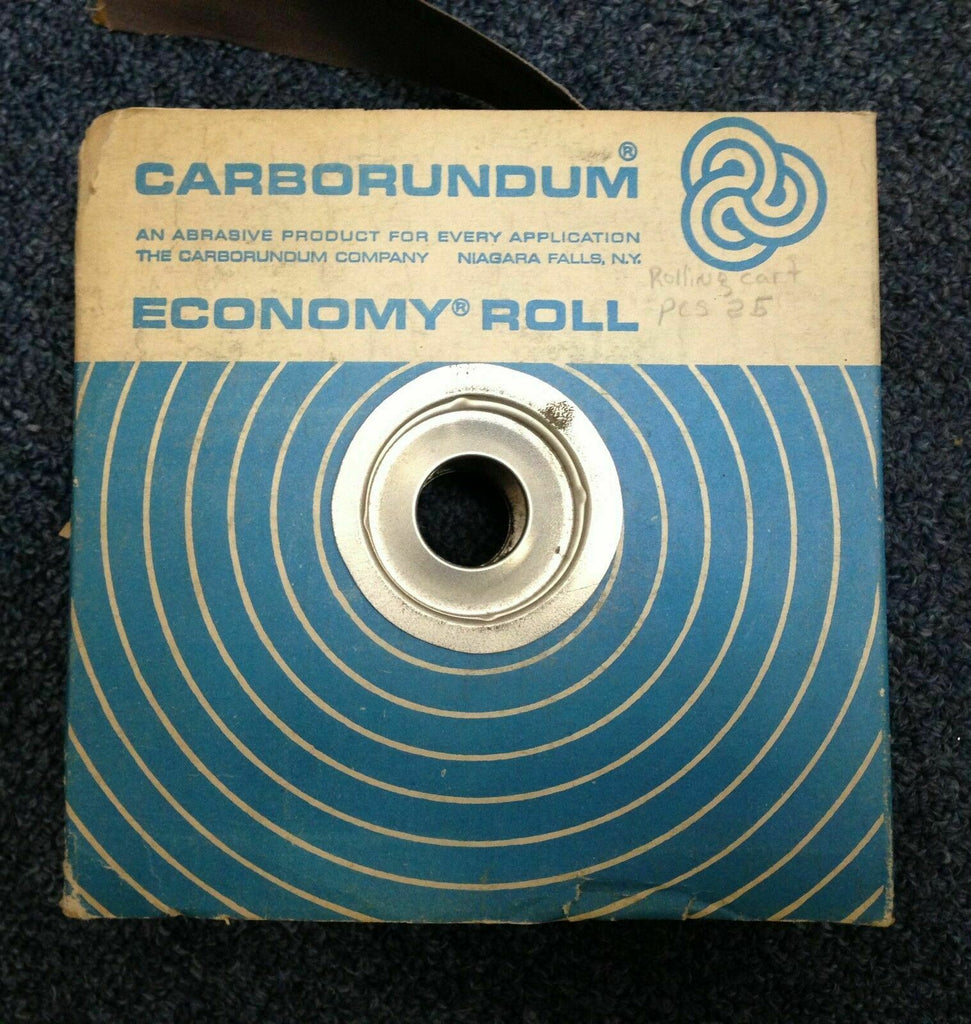 CARBORUNDUM®
AN ABRASIVE PRODUCT FOR EVERY APPLICATION
THE CARBORUNDUM COMPANY NIAGARA FALLS, N.Y.
Rolling cart
ECONOMY® ROLL
pcs 25